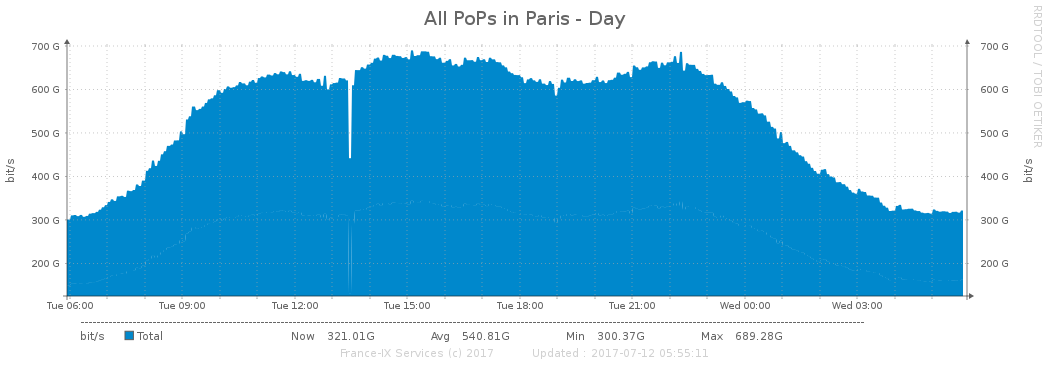 All PoPs in Paris - Day
RRDTOOL / TOBI OETIKER
700 G 700 G
600 G 600 G
500 G 500 G
400 G 400 G
300 G 300 G
200 G 200 G
bit/s bit/s
Tue 06:00 Tue 09:00 Tue 12:00 Tue 15:00 Tue 18:00 Tue 21:00 Wed 00:00 Wed 03:00
bit/s Total Now 321.01G Avg 540.81G Min 300.37G Max 689.28G
France-IX Services (c) 2017 Updated : 2017-07-12 05:55:11